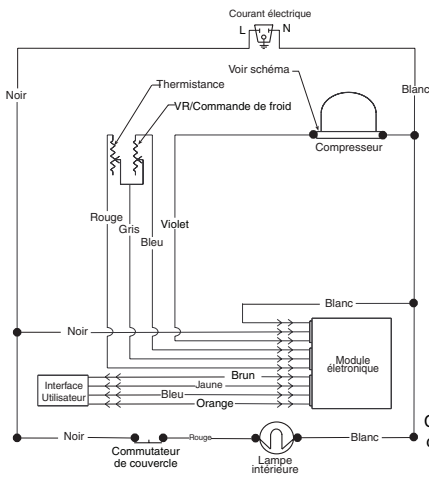 Courant électrique
L N
Voir schéma
Thermistance
Noir
Blanc
VR/Commande de froid
Compresseur
Rouge
Gris
Violet
Bleu
Blanc
Noir
Module
életronique
Brun
Interface
Utilisateur
Jaune
Bleu
Orange
Noir
Rouge
Blanc
Commutateur
de couvercle
Lampe
intérieure